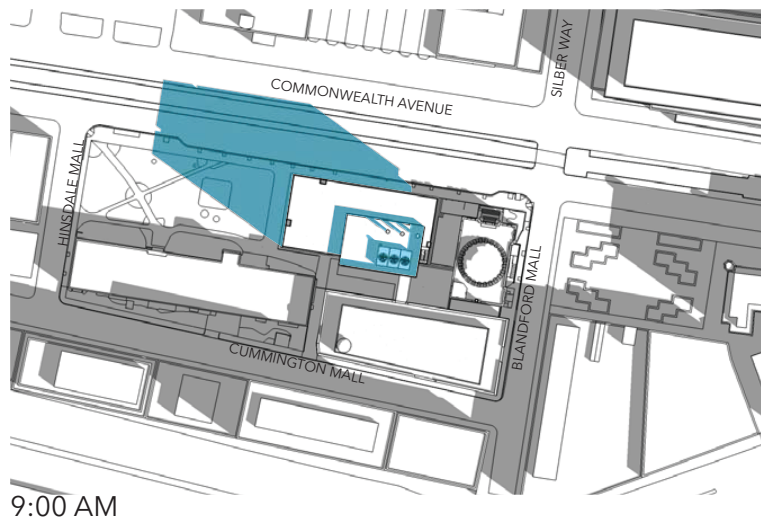 COMMONWEALTH AVENUE
SILBER WAY
HINSDALE MALL
BLANDFORD MALL
CUMMINGTON MALL
9:00 AM